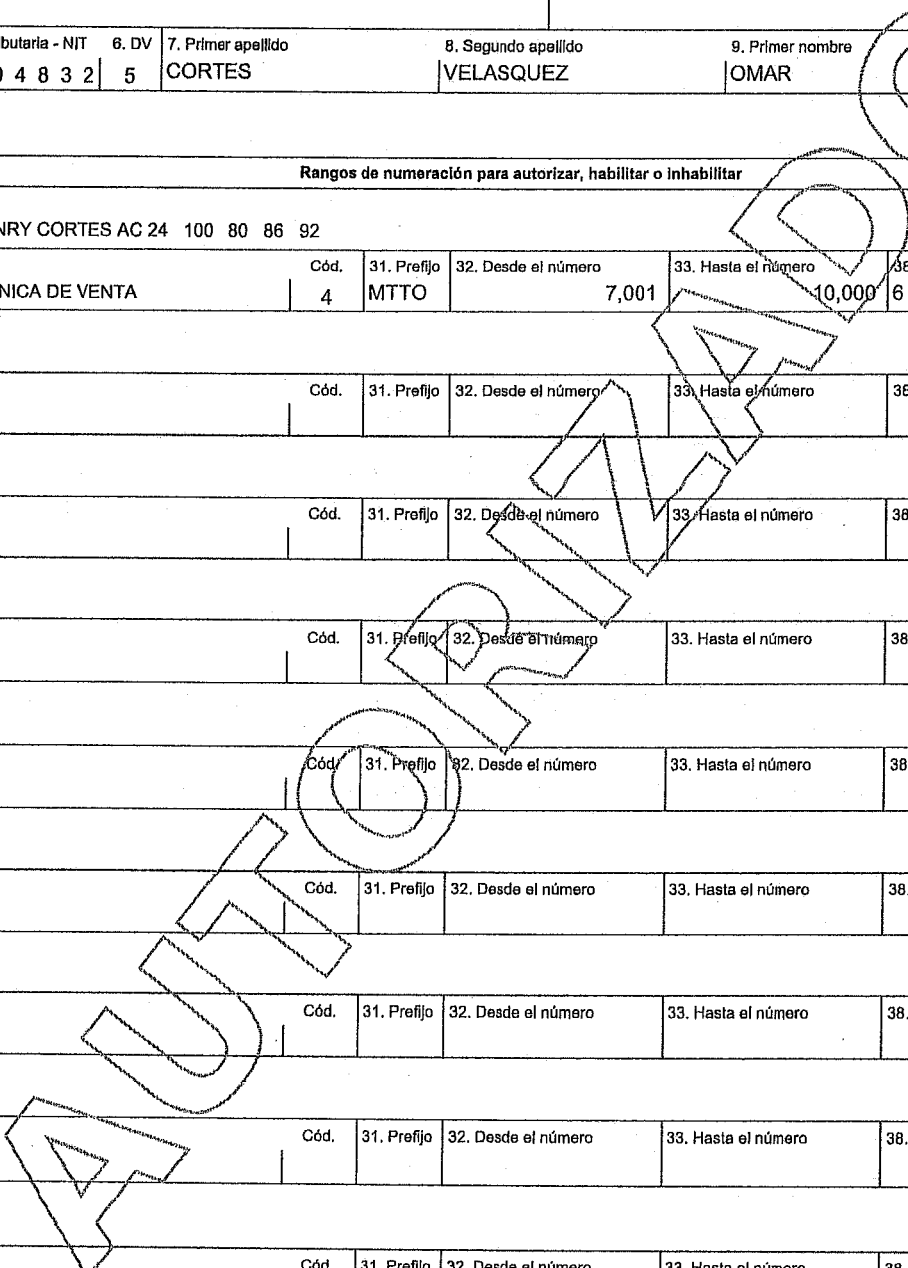 butaria - NIT 6. DV 7. Primer apellido 8. Segundo apellido 9. Primer nombre
4 8 3 2 5 CORTES VELASQUEZ OMAR
Rangos de numeración para autorizar, habilitar o inhabilitar
NRY CORTES AC 24 100 80 86 92
Cód. 31. Prefijo 32. Desde el número 33. Hasta el número 38
NICA DE VENTA 4 MTTO 7,001 10,000 6
Cód. 31. Prefijo 32. Desde el número 33. Hasta el número 38
Cód. 31. Prefijo 32. Desde el número 33. Hasta el número 38
Cód. 31. Prefijo 32. Desde el número 33. Hasta el número 38
Cód. 31. Prefijo 32. Desde el número 33. Hasta el número 38
Cód. 31. Prefijo 32. Desde el número 33. Hasta el número 38.
Cód. 31. Prefijo 32. Desde el número 33. Hasta el número 38.
Cód. 31. Prefijo 32. Desde el número 33. Hasta el número 38.
Cód. 31. Prefijo 32. Desde el número 33. Hasta el número 38
AUTORIZADO